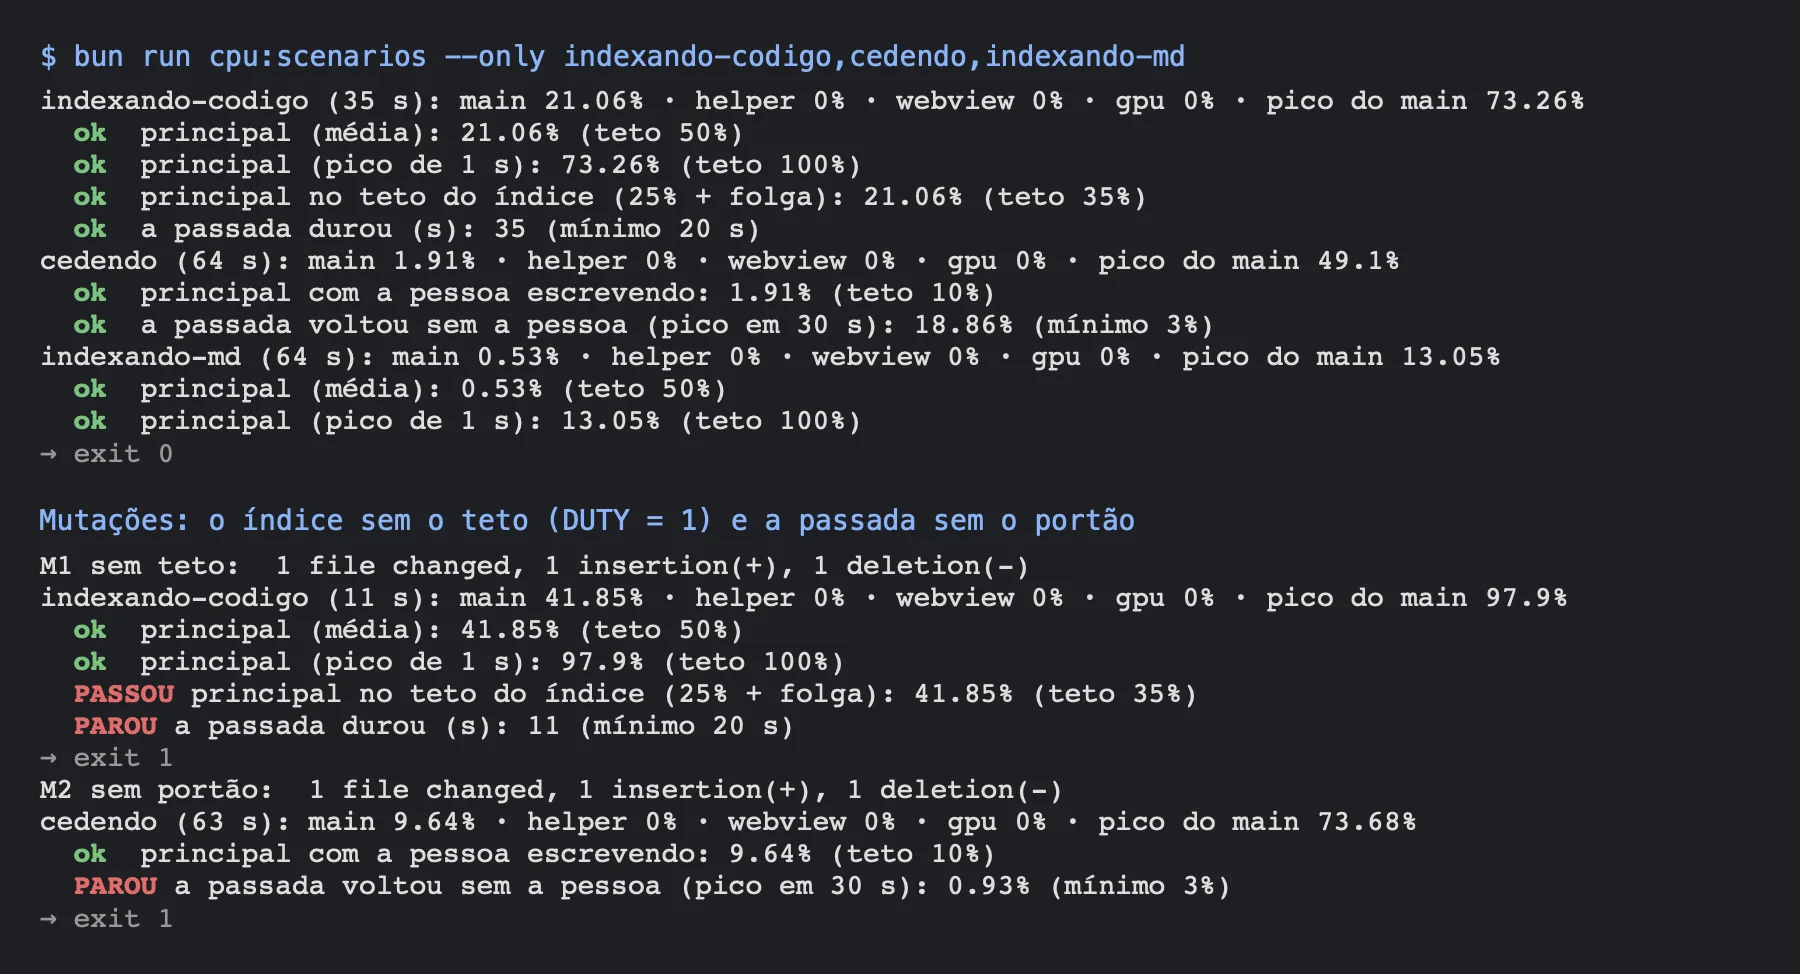 $ bun run cpu:scenarios --only indexando-codigo,cedendo,indexando-md
indexando-codigo (35 s): main 21.06% · helper 0% · webview 0% · gpu 0% · pico do main 73.26%
ok principal (média): 21.06% (teto 50%)
ok principal (pico de 1 s): 73.26% (teto 100%)
ok principal no teto do índice (25% + folga): 21.06% (teto 35%)
ok a passada durou (s): 35 (mínimo 20 s)
cedendo (64 s): main 1.91% · helper 0% · webview 0% · gpu 0% · pico do main 49.1%
ok principal com a pessoa escrevendo: 1.91% (teto 10%)
ok a passada voltou sem a pessoa (pico em 30 s): 18.86% (mínimo 3%)
indexando-md (64 s): main 0.53% · helper 0% · webview 0% · gpu 0% · pico do main 13.05%
ok principal (média): 0.53% (teto 50%)
ok principal (pico de 1 s): 13.05% (teto 100%)
→ exit 0
Mutações: o índice sem o teto (DUTY = 1) e a passada sem o portão
M1 sem teto: 1 file changed, 1 insertion(+), 1 deletion(-)
indexando-codigo (11 s): main 41.85% · helper 0% · webview 0% · gpu 0% · pico do main 97.9%
ok principal (média): 41.85% (teto 50%)
ok principal (pico de 1 s): 97.9% (teto 100%)
PASSOU principal no teto do índice (25% + folga): 41.85% (teto 35%)
PAROU a passada durou (s): 11 (mínimo 20 s)
→ exit 1
M2 sem portão: 1 file changed, 1 insertion(+), 1 deletion(-)
cedendo (63 s): main 9.64% · helper 0% · webview 0% · gpu 0% · pico do main 73.68%
ok principal com a pessoa escrevendo: 9.64% (teto 10%)
PAROU a passada voltou sem a pessoa (pico em 30 s): 0.93% (mínimo 3%)
→ exit 1